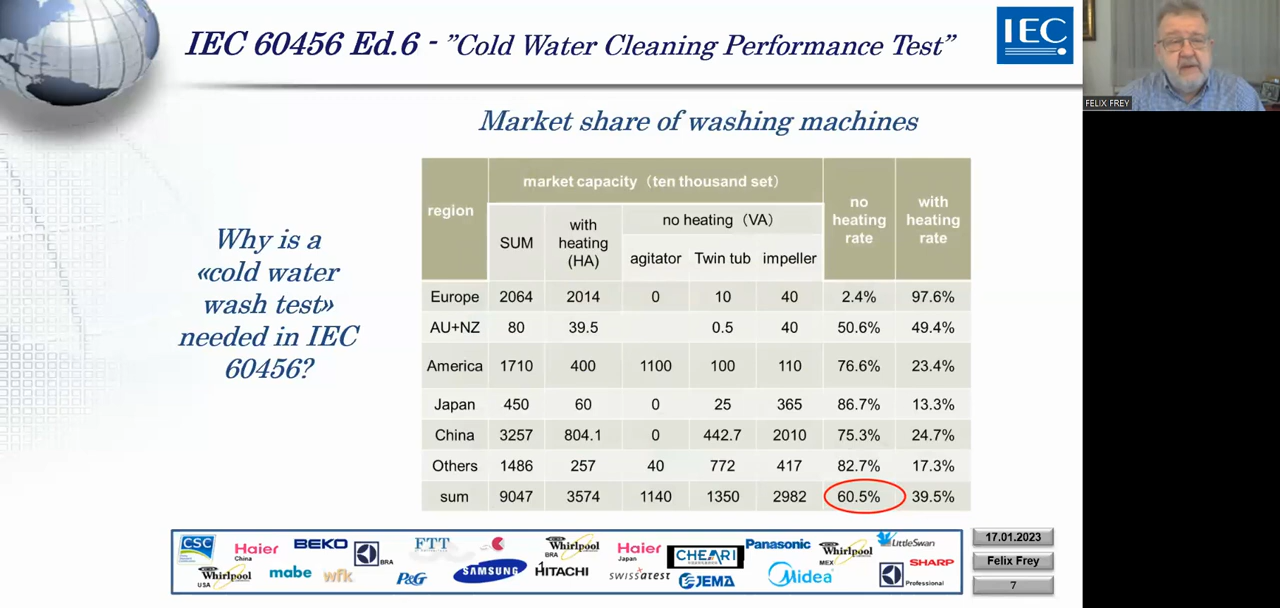 IEC 60456 Ed.6 - ”Cold Water Cleaning Performance Test”
IEC
FELIX FREY
Market share of washing machines
Why is a
«cold water
wash test»
needed in IEC
60456?
region market capacity（ten thousand set） no heating rate with heating rate
SUM with heating (HA) no heating（VA）
agitator Twin tub impeller
Europe 2064 2014 0 10 40 2.4% 97.6%
AU+NZ 80 39.5 0.5 40 50.6% 49.4%
America 1710 400 1100 100 110 76.6% 23.4%
Japan 450 60 0 25 365 86.7% 13.3%
China 3257 804.1 0 442.7 2010 75.3% 24.7%
Others 1486 257 40 772 417 82.7% 17.3%
sum 9047 3574 1140 1350 2982 60.5% 39.5%
CSC Haier China BEKO BRA FTT Whirlpool BRA Haier Japan CHEARI Panasonic Whirlpool MEX LittleSwan
Whirlpool USA mabe wfk P&G SAMSUNG HITACHI SWISSATEST JEMA Midea Professional SHARP
17.01.2023
Felix Frey
7